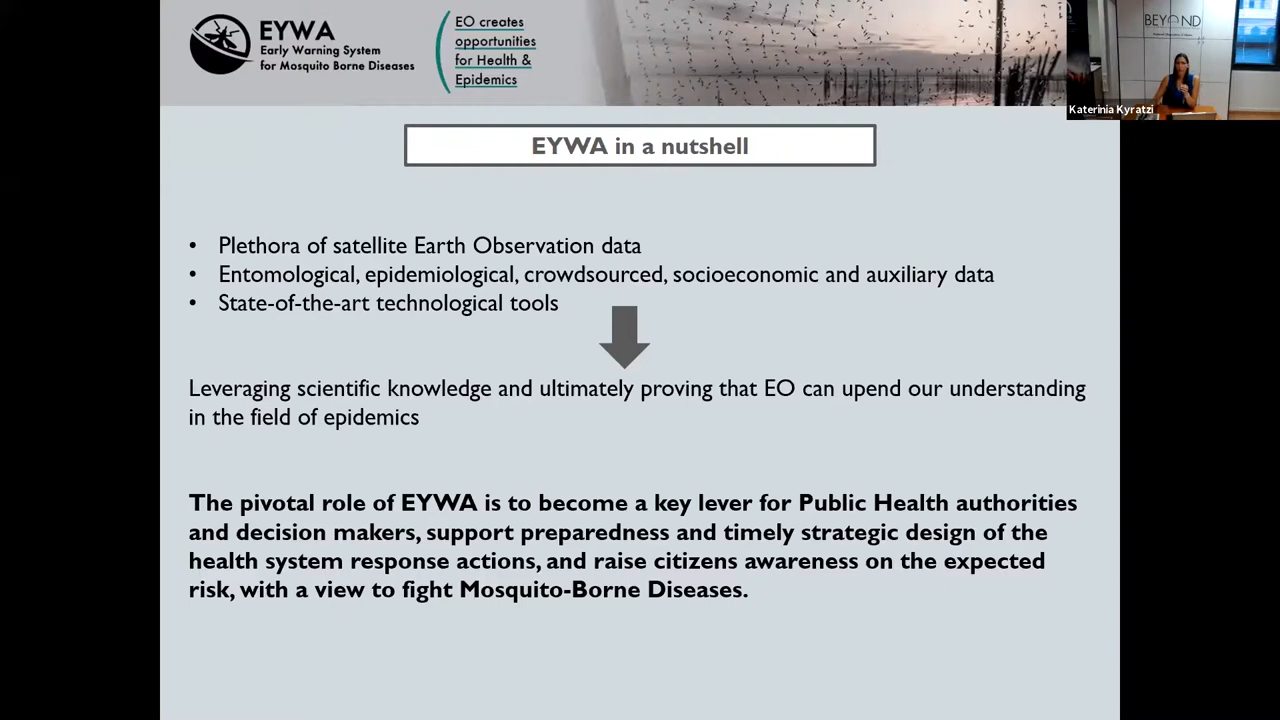 EYWA
Early Warning System
for Mosquito Borne Diseases
EO creates
opportunities
for Health &
Epidemics
BEYOND
Katerinia Kyratzi
EYWA in a nutshell
• Plethora of satellite Earth Observation data
• Entomological, epidemiological, crowdsourced, socioeconomic and auxiliary data
• State-of-the-art technological tools
Leveraging scientific knowledge and ultimately proving that EO can upend our understanding
in the field of epidemics
The pivotal role of EYWA is to become a key lever for Public Health authorities
and decision makers, support preparedness and timely strategic design of the
health system response actions, and raise citizens awareness on the expected
risk, with a view to fight Mosquito-Borne Diseases.